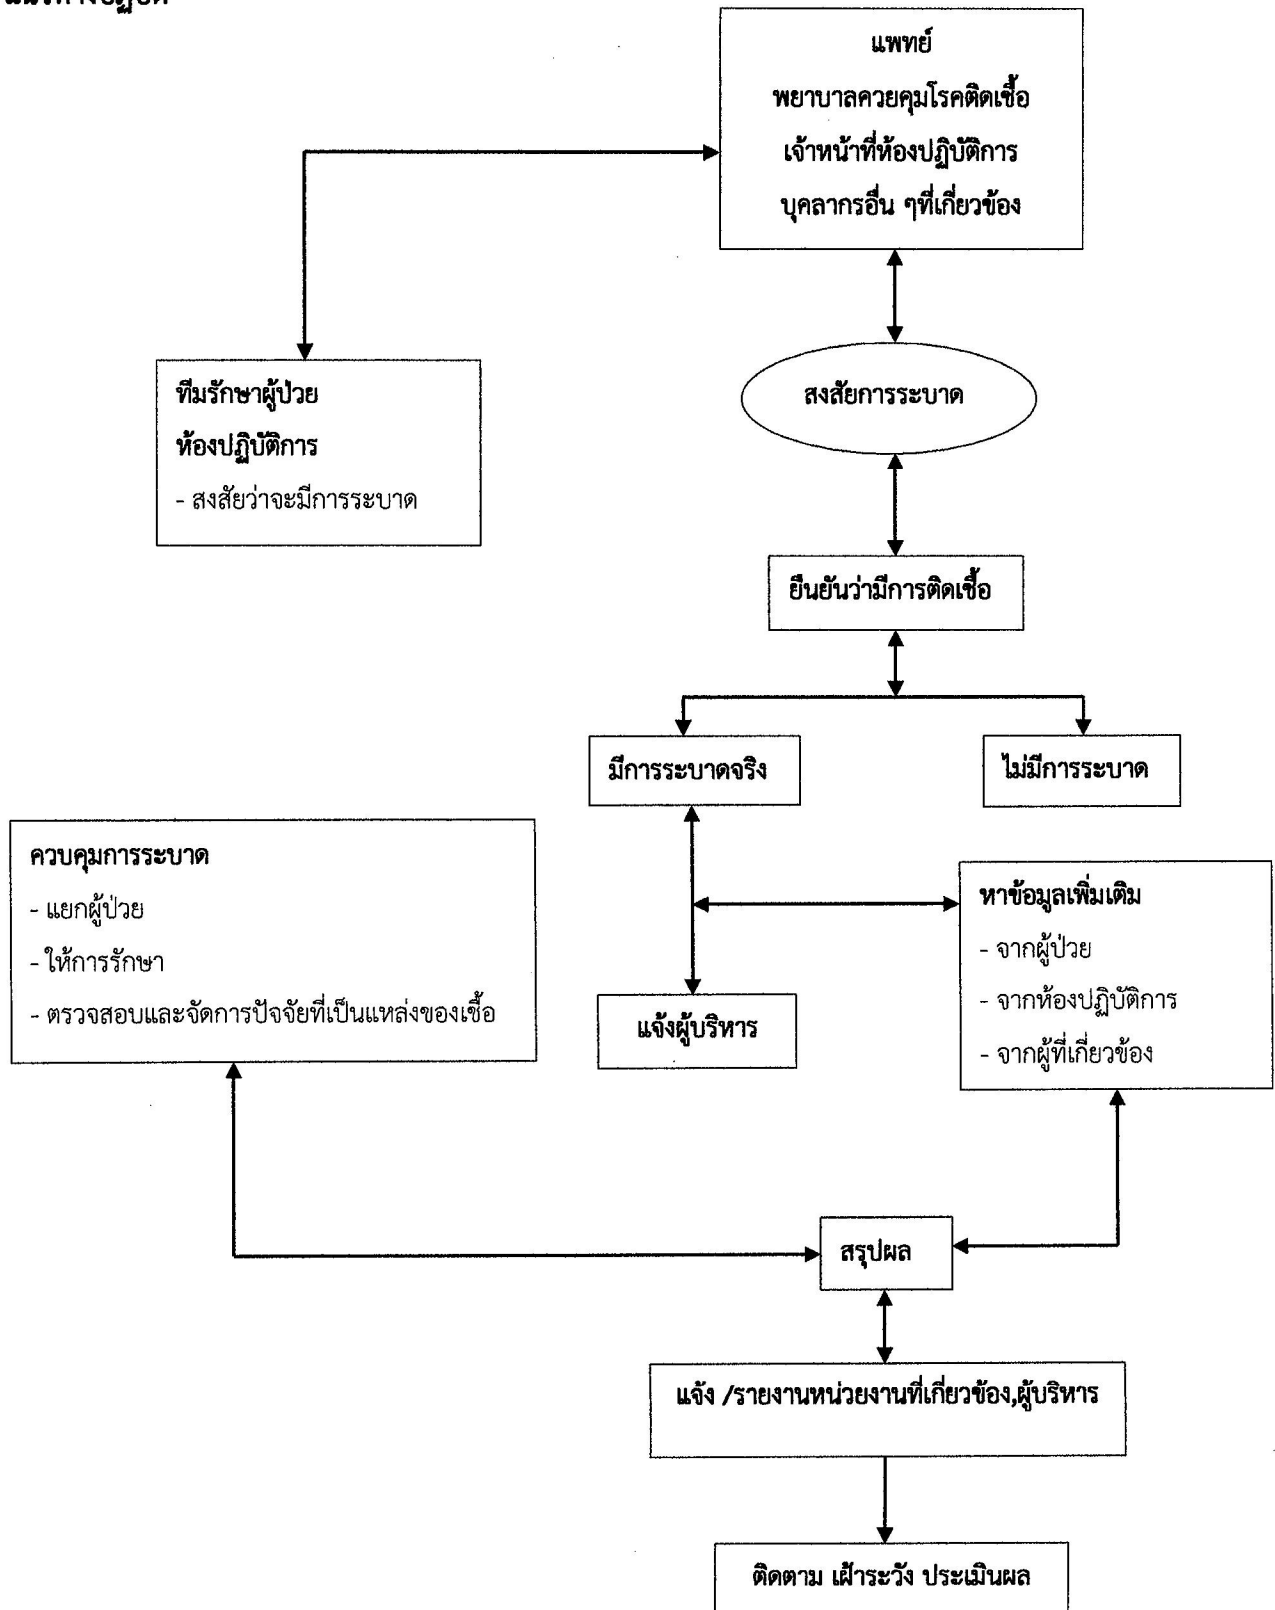 แพทย์
พยาบาลควยคุมโรคติดเชื้อ
เจ้าหน้าที่ห้องปฏิบัติการ
บุคลากรอื่น ๆที่เกี่ยวข้อง
ทีมรักษาผู้ป่วย
ห้องปฏิบัติการ
- สงสัยว่าจะมีการระบาด
สงสัยการระบาด
ยืนยันว่ามีการติดเชื้อ
มีการระบาดจริง
ไม่มีการระบาด
ควบคุมการระบาด
- แยกผู้ป่วย
- ให้การรักษา
- ตรวจสอบและจัดการปัจจัยที่เป็นแหล่งของเชื้อ
หาข้อมูลเพิ่มเติม
- จากผู้ป่วย
- จากห้องปฏิบัติการ
- จากผู้ที่เกี่ยวข้อง
แจ้งผู้บริหาร
สรุปผล
แจ้ง /รายงานหน่วยงานที่เกี่ยวข้อง,ผู้บริหาร
ติดตาม เฝ้าระวัง ประเมินผล